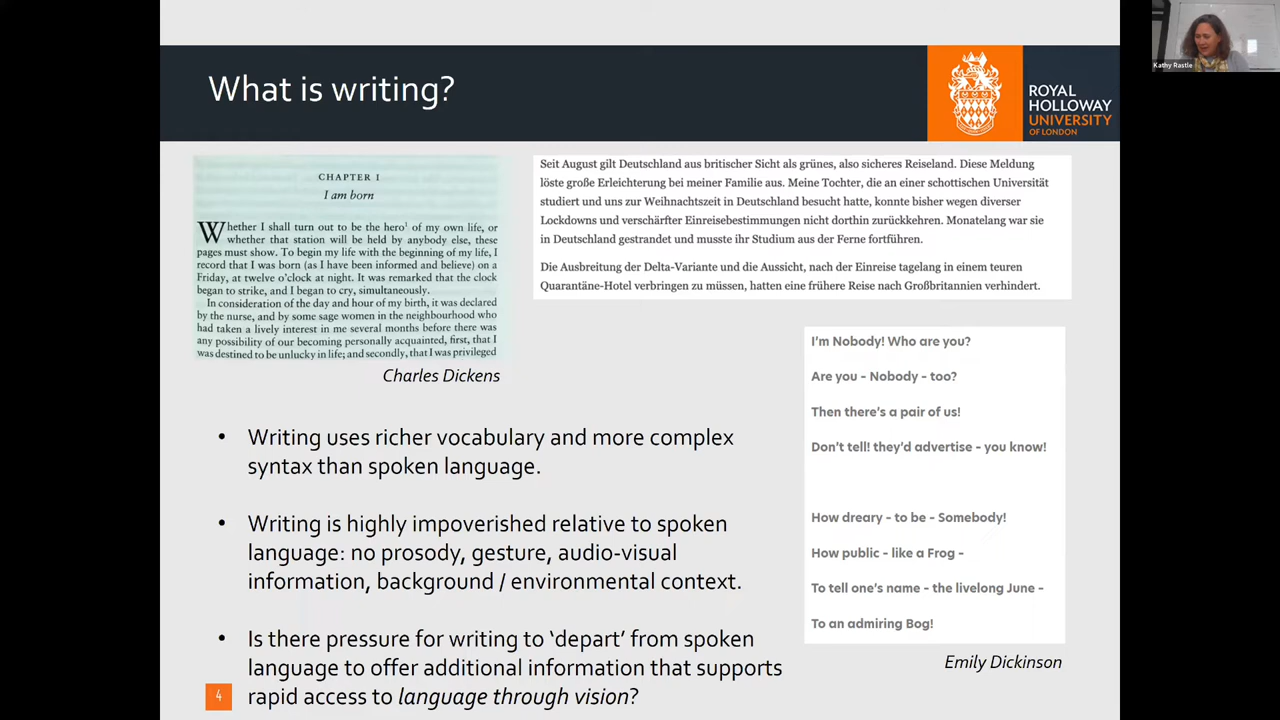 What is writing?
ROYAL
HOLLOWAY
UNIVERSITY
OF LONDON
Kathy Rastle
CHAPTER I
I am born
Whether I shall turn out to be the hero¹ of my own life, or
whether that station will be held by anybody else, these
pages must show. To begin my life with the beginning of my life, I
record that I was born (as I have been informed and believe) on a
Friday, at twelve o'clock at night. It was remarked that the clock
began to strike, and I began to cry, simultaneously.
In consideration of the day and hour of my birth, it was declared
by the nurse, and by some sage women in the neighbourhood who
had taken a lively interest in me several months before there was
any possibility of our becoming personally acquainted, first, that I
was destined to be unlucky in life; and secondly, that I was privileged
Charles Dickens
Seit August gilt Deutschland aus britischer Sicht als grünes, also sicheres Reiseland. Diese Meldung
löste große Erleichterung bei meiner Familie aus. Meine Tochter, die an einer schottischen Universität
studiert und uns zur Weihnachtszeit in Deutschland besucht hatte, konnte bisher wegen diverser
Lockdowns und verschärfter Einreisebestimmungen nicht dorthin zurückkehren. Monatelang war sie
in Deutschland gestrandet und musste ihr Studium aus der Ferne fortführen.
Die Ausbreitung der Delta-Variante und die Aussicht, nach der Einreise tagelang in einem teuren
Quarantäne-Hotel verbringen zu müssen, hatten eine frühere Reise nach Großbritannien verhindert.
I'm Nobody! Who are you?
Are you – Nobody – too?
Then there's a pair of us!
Don't tell! they'd advertise – you know!
How dreary – to be – Somebody!
How public – like a Frog –
To tell one's name – the livelong June –
To an admiring Bog!
Emily Dickinson
• Writing uses richer vocabulary and more complex
syntax than spoken language.
• Writing is highly impoverished relative to spoken
language: no prosody, gesture, audio-visual
information, background / environmental context.
• Is there pressure for writing to ‘depart’ from spoken
language to offer additional information that supports
rapid access to language through vision?
4